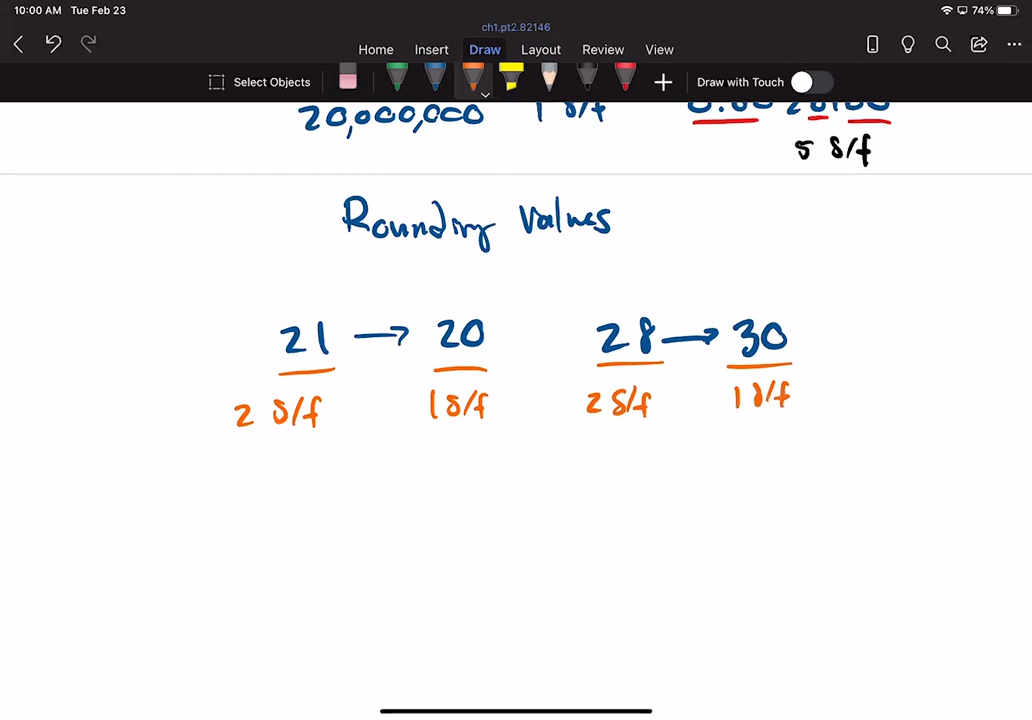 10:00 AM Tue Feb 23 74%
ch1.pt2.82146
Home Insert Draw Layout Review View
Select Objects Draw with Touch
20,000,000 1 s/f
5 s/f
Rounding values
21 → 20 28 → 30
2 s/f 1 s/f 2 s/f 1 s/f